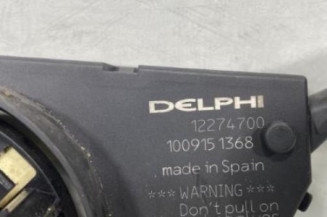 DELPHI
12274700
100915 1368
made in Spain
*** WARNING ***
Don't pull on